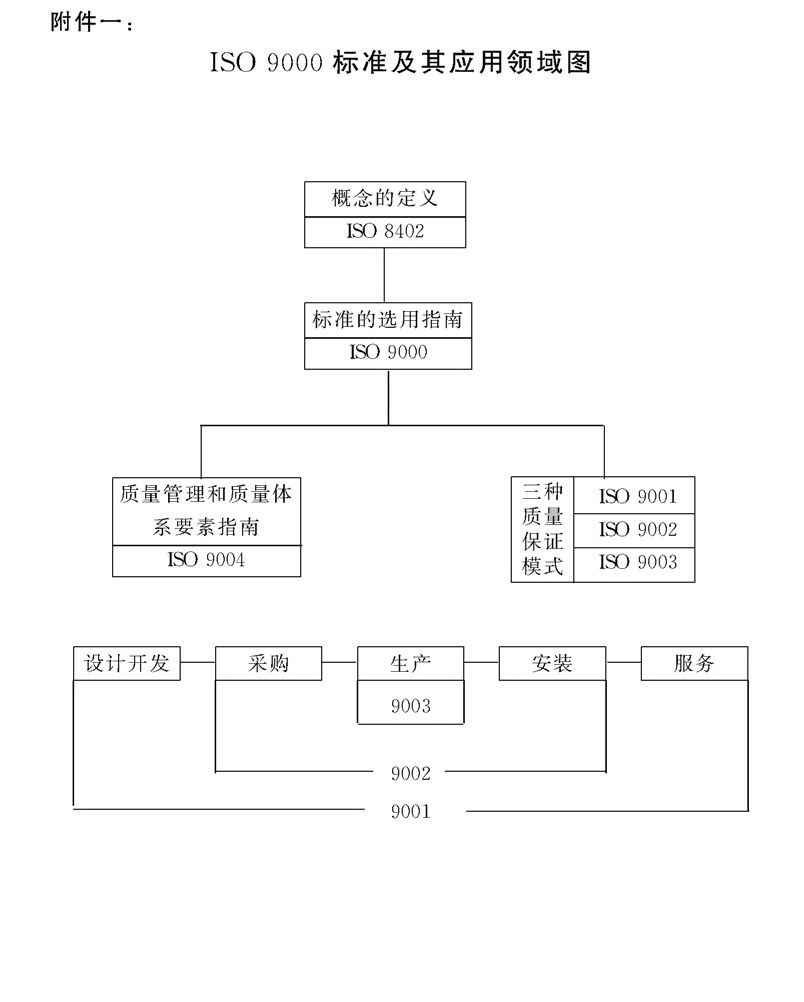 附件一：
ISO 9000 标准及其应用领域图
概念的定义
ISO 8402
标准的选用指南
ISO 9000
质量管理和质量体
系要素指南
ISO 9004
三种
质量
保证
模式
ISO 9001
ISO 9002
ISO 9003
设计开发
采购
生产
安装
服务
9003
9002
9001